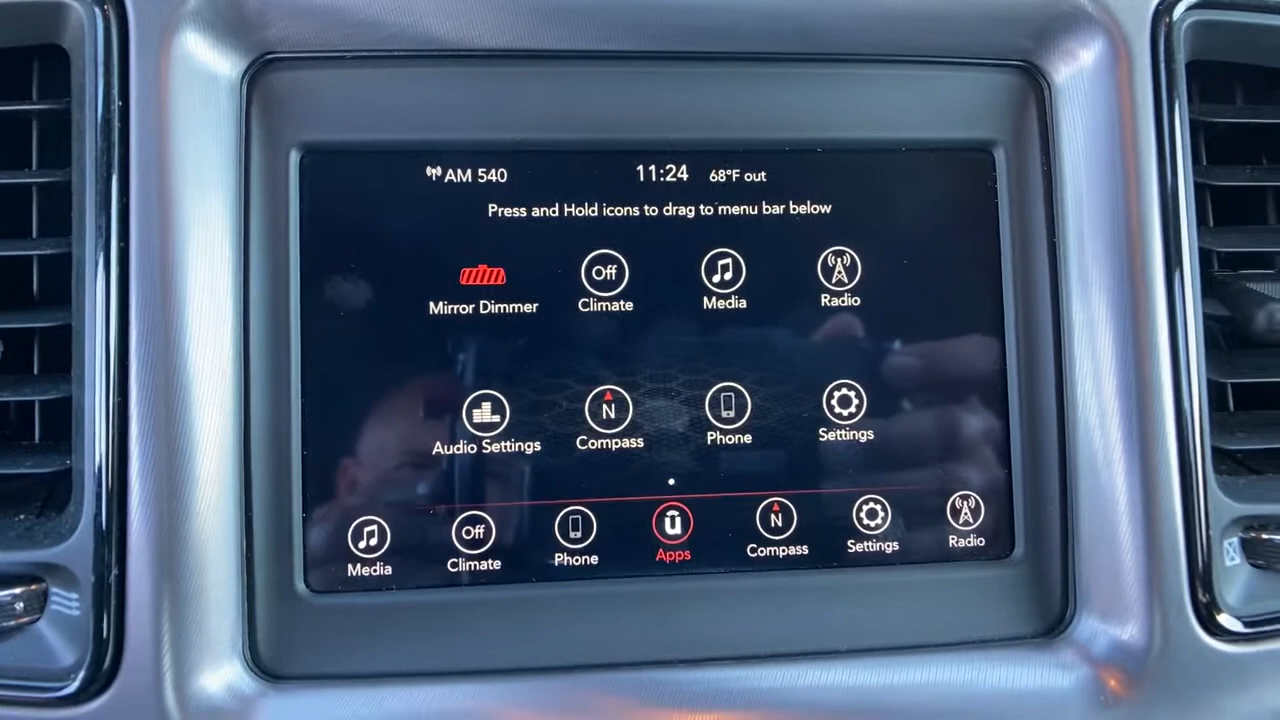 AM 540 11:24 68°F out
Press and Hold icons to drag to menu bar below
Off
Mirror Dimmer Climate Media Radio
N
Audio Settings Compass Phone Settings
Off N
Media Climate Phone Apps Compass Settings Radio